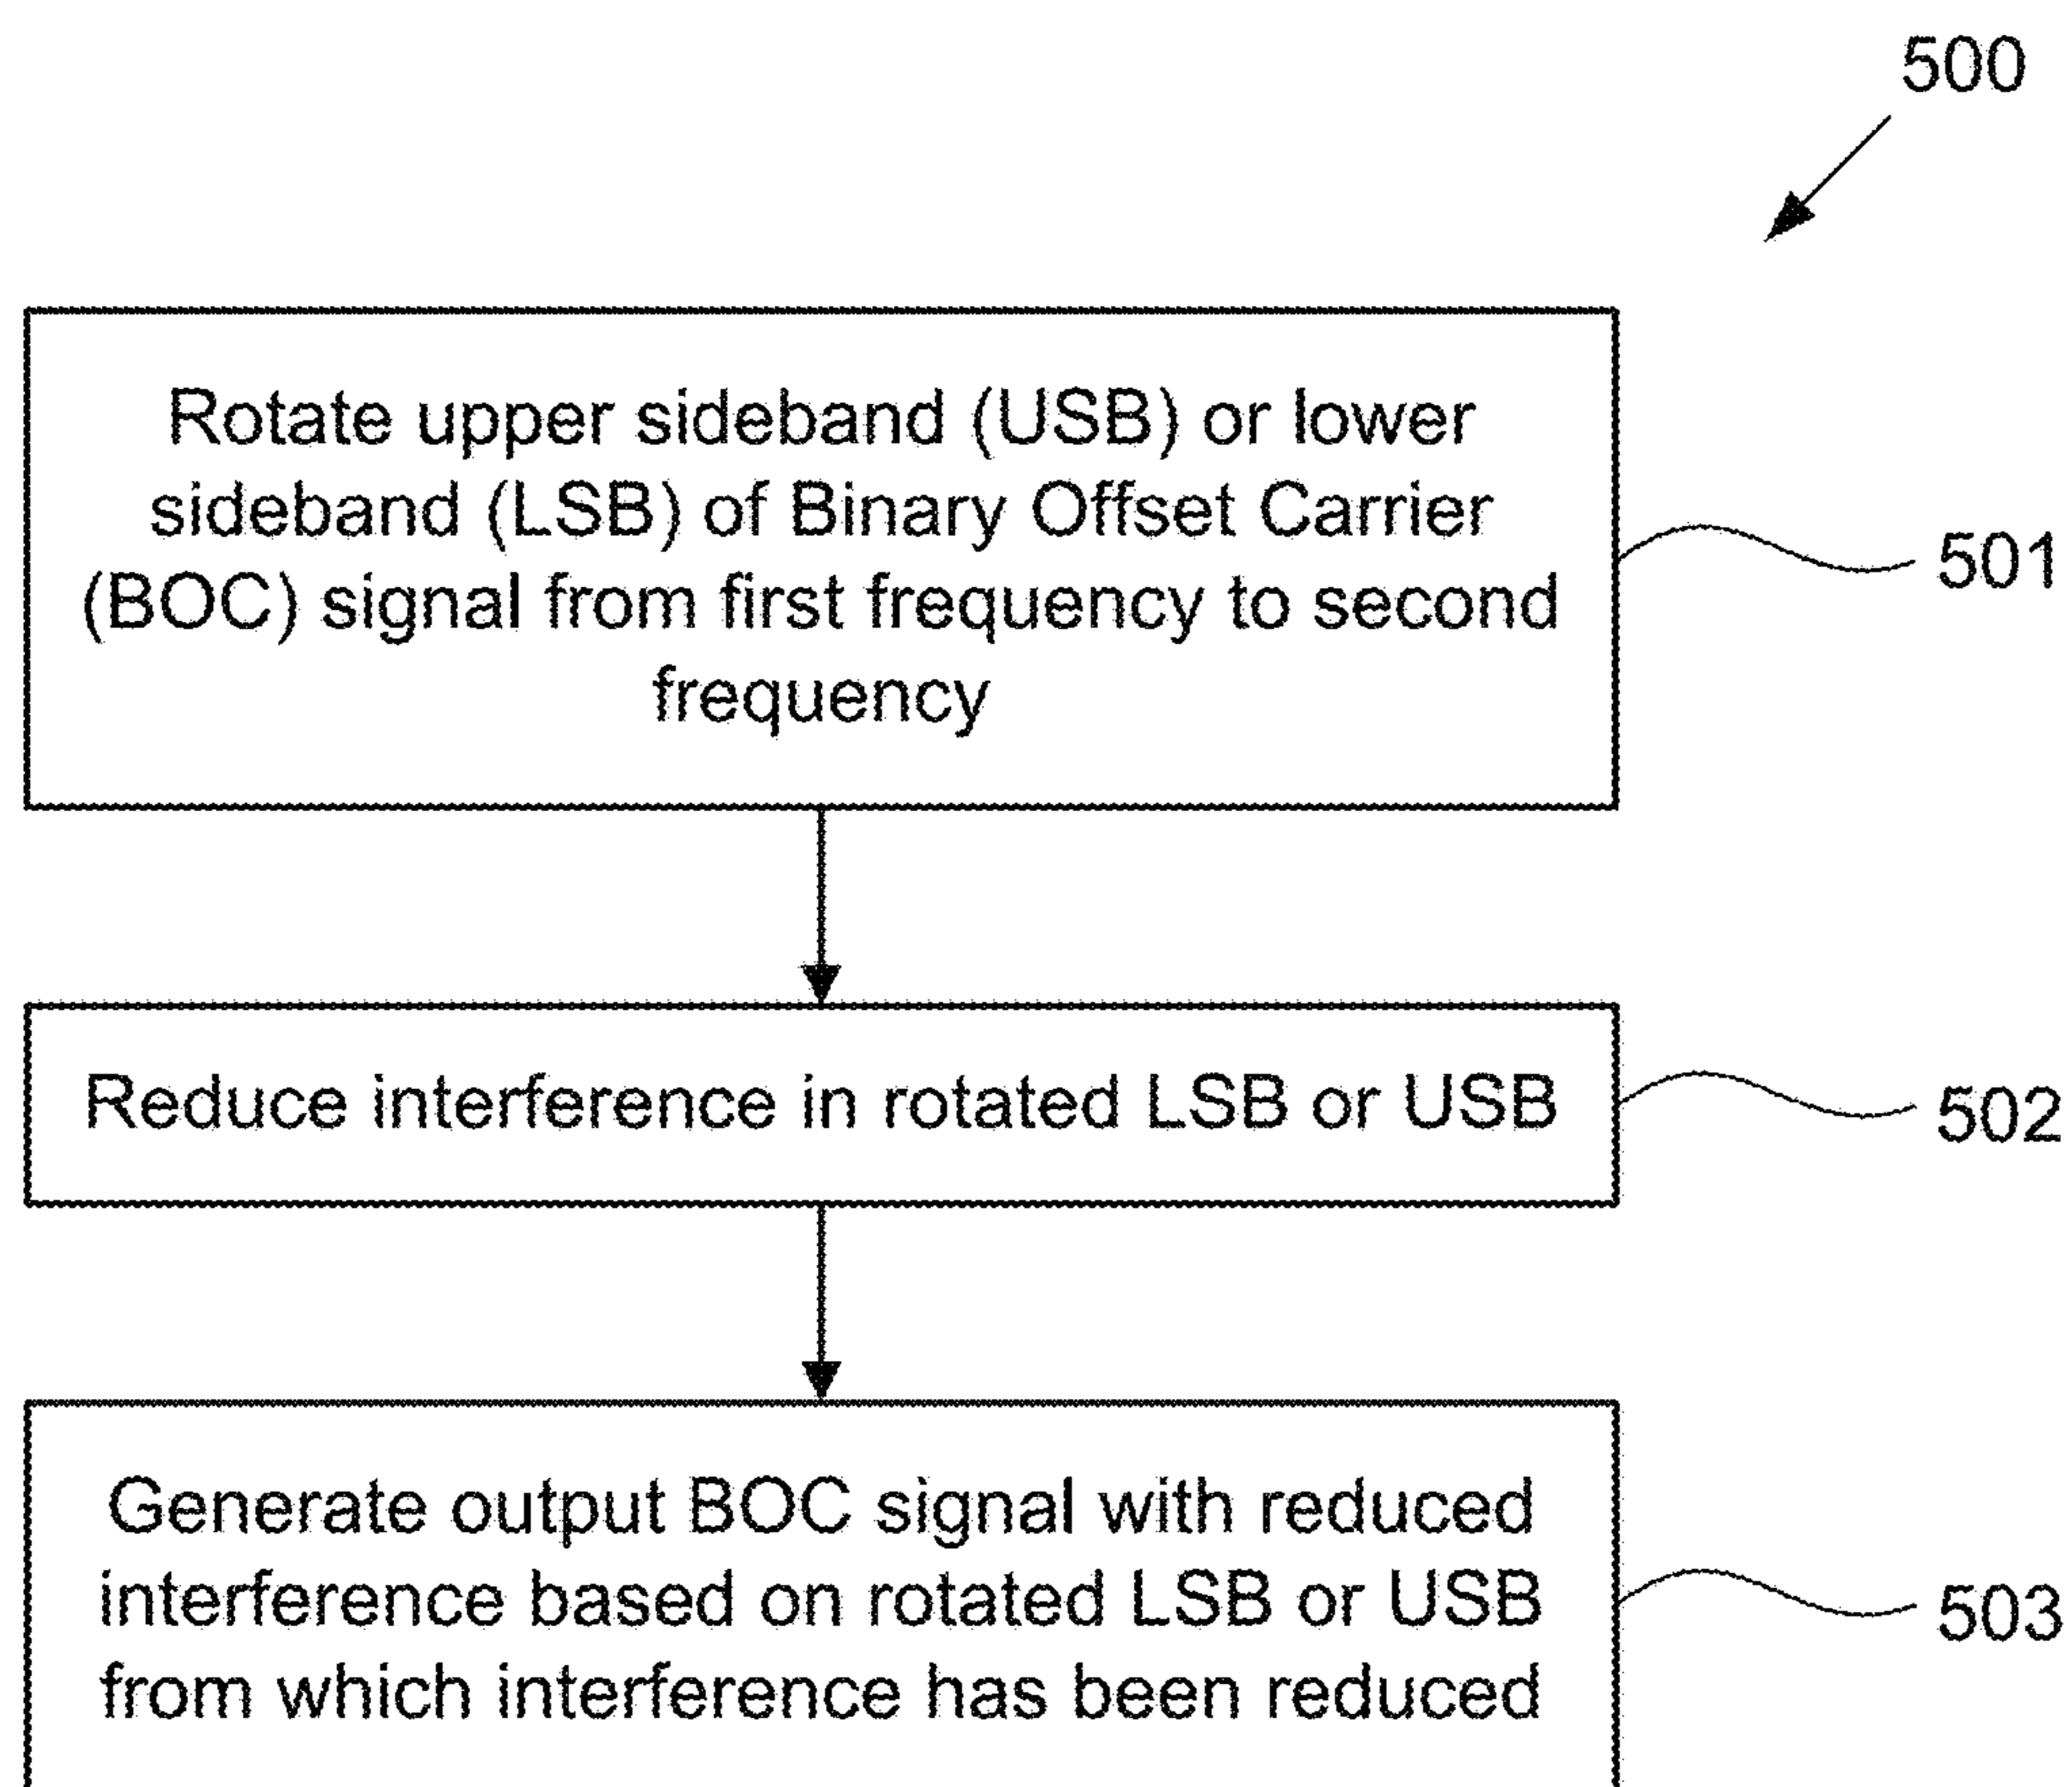 500
Rotate upper sideband (USB) or lower
sideband (LSB) of Binary Offset Carrier
(BOC) signal from first frequency to second
frequency
501
Reduce interference in rotated LSB or USB
502
Generate output BOC signal with reduced
interference based on rotated LSB or USB
from which interference has been reduced
503